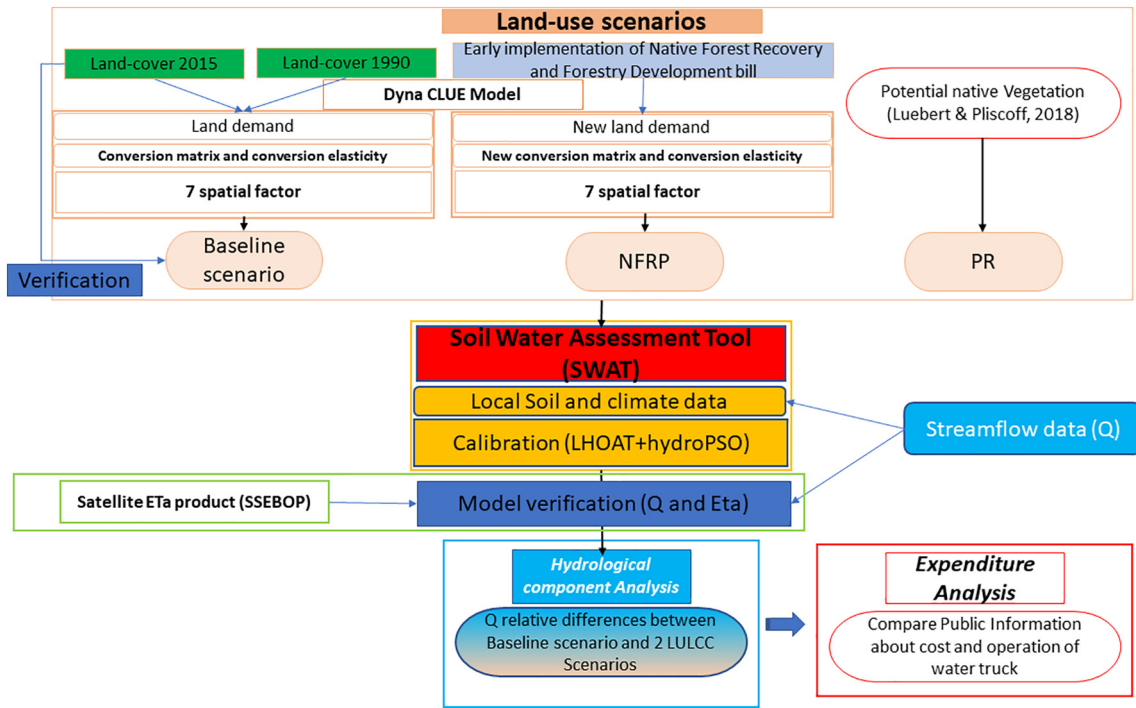 Land-use scenarios
Land-cover 2015
Land-cover 1990
Early implementation of Native Forest Recovery
and Forestry Development bill
Dyna CLUE Model
Land demand
Conversion matrix and conversion elasticity
7 spatial factor
New land demand
New conversion matrix and conversion elasticity
7 spatial factor
Potential native Vegetation
(Luebert & Pliscoff, 2018)
Verification
Baseline
scenario
NFRP
PR
Soil Water Assessment Tool
(SWAT)
Local Soil and climate data
Calibration (LHOAT+hydroPSO)
Streamflow data (Q)
Satellite ETa product (SSEBOP)
Model verification (Q and Eta)
Hydrological
component Analysis
Q relative differences between
Baseline scenario and 2 LULCC
Scenarios
Expenditure
Analysis
Compare Public Information
about cost and operation of
water truck